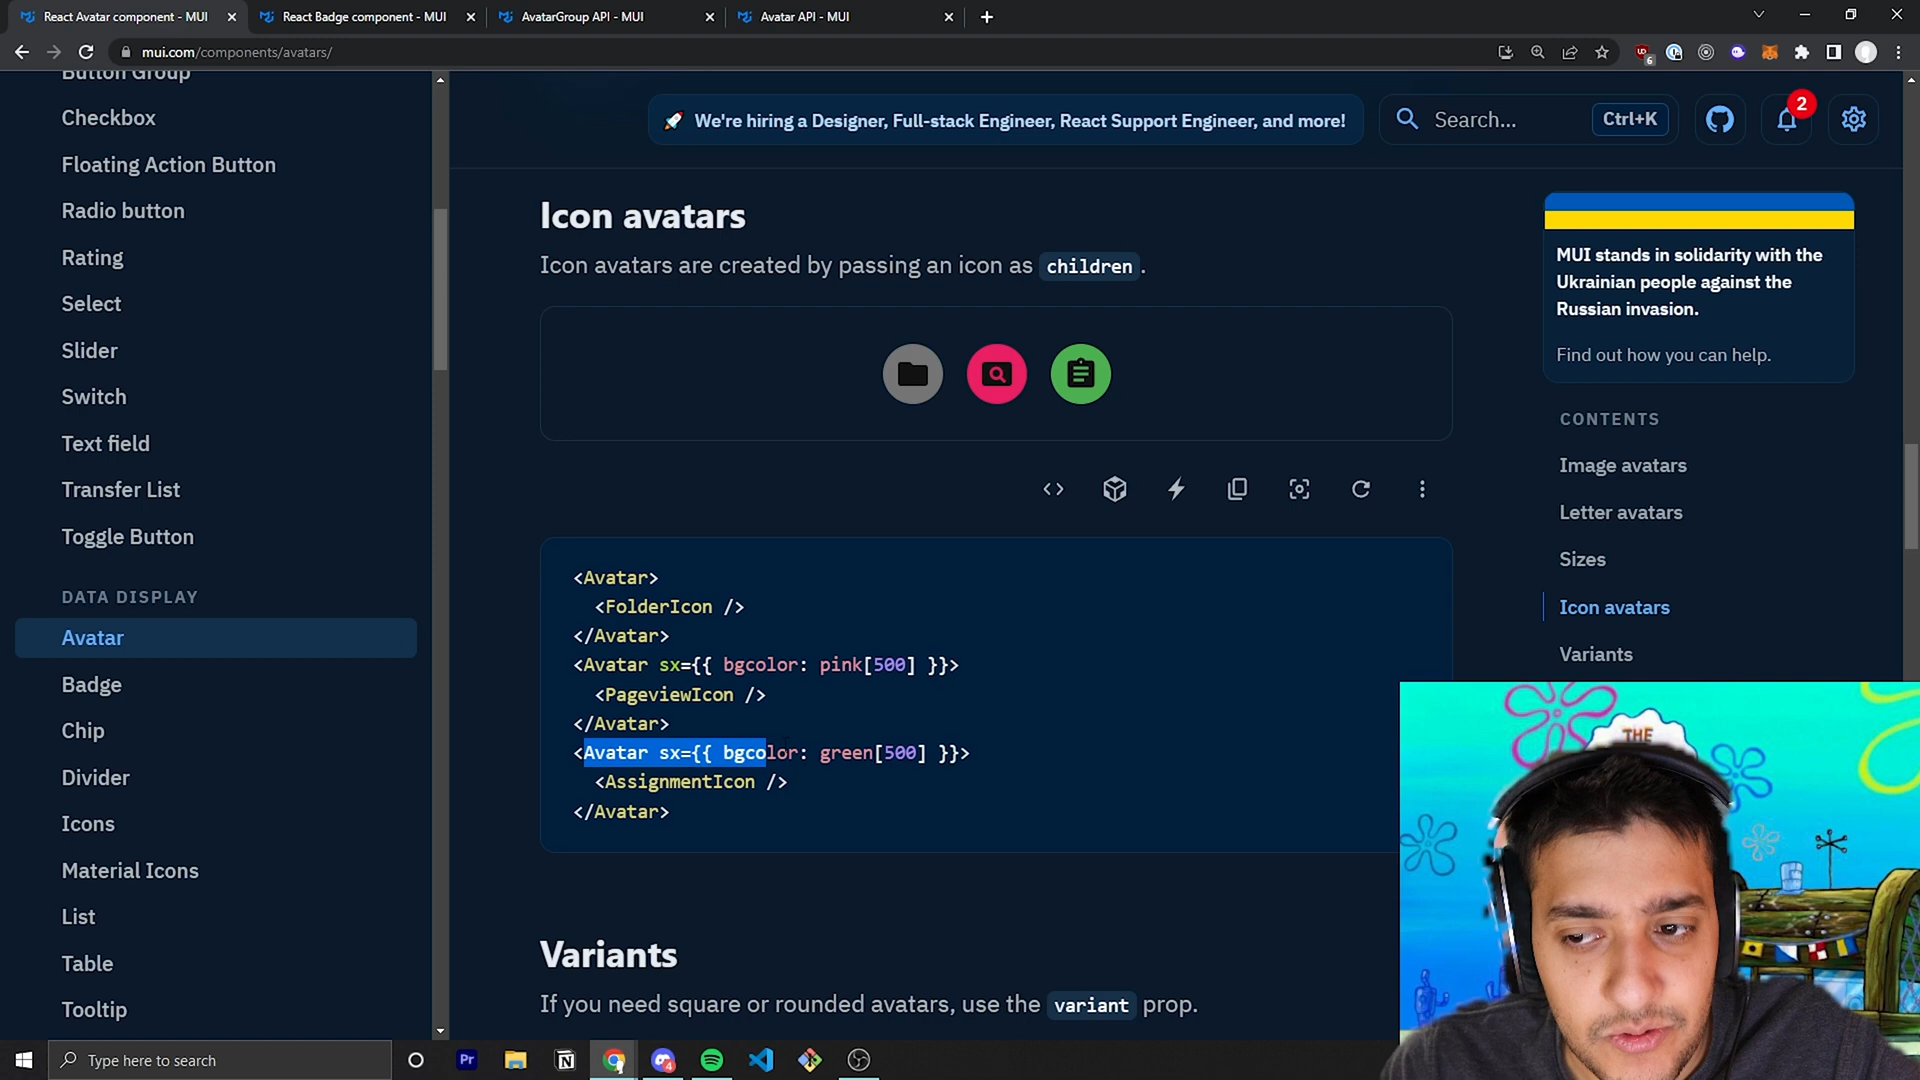 React Avatar component - MUI
React Badge component - MUI
AvatarGroup API - MUI
Avatar API - MUI
mui.com/components/avatars/
6
Button Group
Checkbox
Floating Action Button
Radio button
Rating
Select
Slider
Switch
Text field
Transfer List
Toggle Button
DATA DISPLAY
Avatar
Badge
Chip
Divider
Icons
Material Icons
List
Table
Tooltip
🚀 We're hiring a Designer, Full-stack Engineer, React Support Engineer, and more!
Search...
Ctrl+K
2
Icon avatars
Icon avatars are created by passing an icon as children.
<Avatar>
  <FolderIcon />
</Avatar>
<Avatar sx={{ bgcolor: pink[500] }}>
  <PageviewIcon />
</Avatar>
<Avatar sx={{ bgcolor: green[500] }}>
  <AssignmentIcon />
</Avatar>
Variants
If you need square or rounded avatars, use the variant prop.
MUI stands in solidarity with the
Ukrainian people against the
Russian invasion.
Find out how you can help.
CONTENTS
Image avatars
Letter avatars
Sizes
Icon avatars
Variants
THE
Type here to search
Pr
N
4